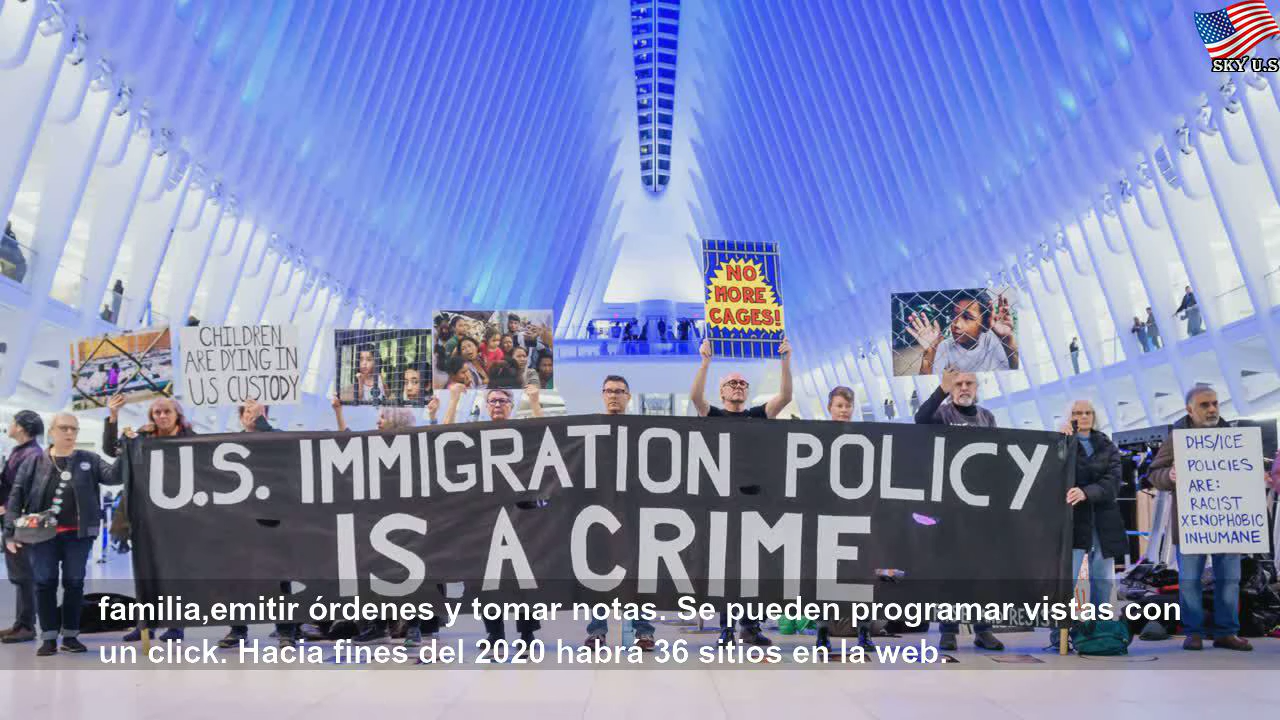 SKY U.S
NO
MORE
CAGES!
CHILDREN
ARE DYING IN
U.S CUSTODY
U.S. IMMIGRATION POLICY
IS A CRIME
DHS/ICE
POLICIES
ARE:
RACIST
XENOPHOBIC
INHUMANE
familia,emitir órdenes y tomar notas. Se pueden programar vistas con
un click. Hacia fines del 2020 habrá 36 sitios en la web.